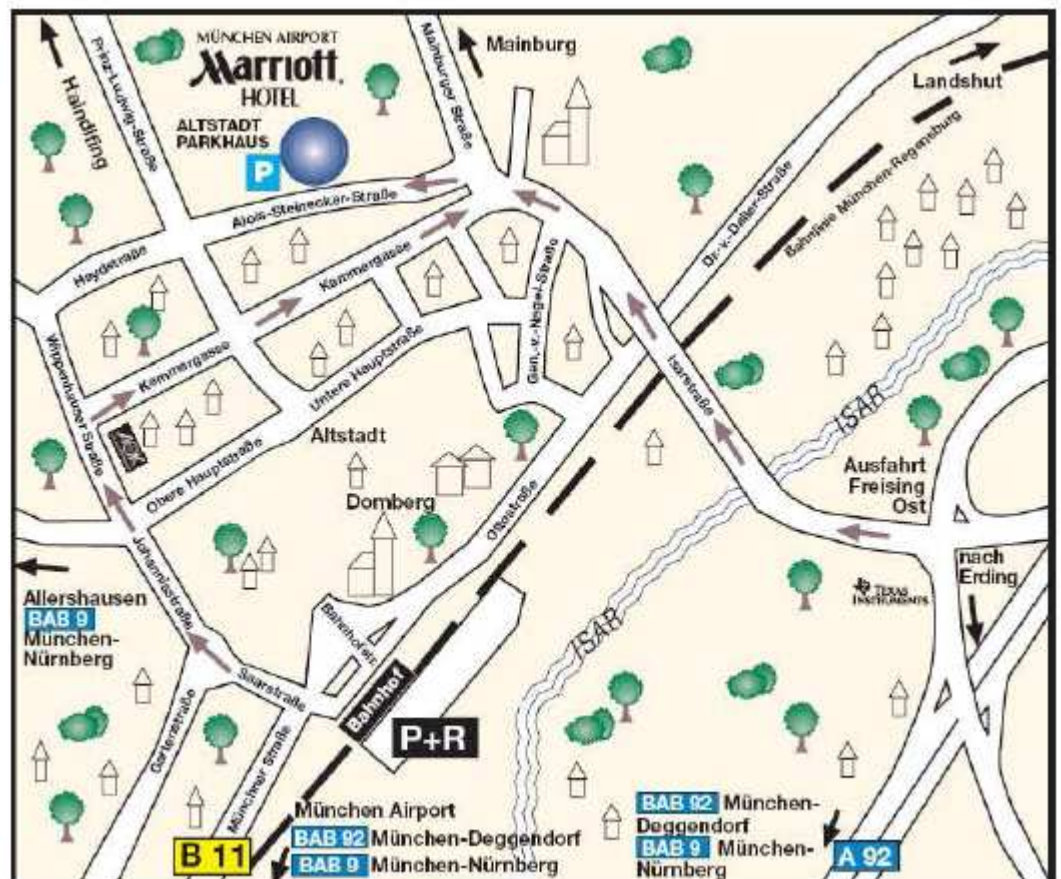 Haindlfing
Prinz-Ludwig-Straße
MÜNCHEN AIRPORT
Marriott.
HOTEL
ALTSTADT
PARKHAUS
P
Mainburger Straße
Mainburg
Landshut
Bahnlinie München-Regensburg
Dr.-v.-Daller-Straße
Alois-Steinecker-Straße
Haydstraße
Kammergasse
Kammergasse
Gen.-v.-Nagel-Straße
Wippenhauser Straße
Untere Hauptstraße
Isarstraße
ISAR
AOK
Obere Hauptstraße
Altstadt
Domberg
Ottostraße
Ausfahrt
Freising
Ost
nach
Erding
TEXAS
INSTRUMENTS
Allershausen
BAB 9
München-
Nürnberg
Johannisstraße
Bahnhofstr.
ISAR
Saarstraße
Bahnhof
P+R
Gartenstraße
Münchner Straße
B 11
München Airport
BAB 92 München-Deggendorf
BAB 9 München-Nürnberg
BAB 92 München-
Deggendorf
BAB 9 München-
Nürnberg
A 92